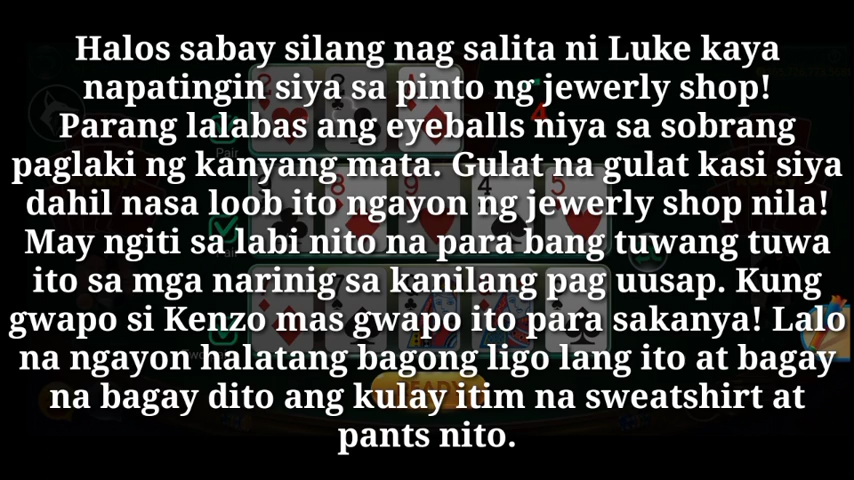 Halos sabay silang nag salita ni Luke kaya
napatingin siya sa pinto ng jewerly shop!
Parang lalabas ang eyeballs niya sa sobrang
paglaki ng kanyang mata. Gulat na gulat kasi siya
dahil nasa loob ito ngayon ng jewerly shop nila!
May ngiti sa labi nito na para bang tuwang tuwa
ito sa mga narinig sa kanilang pag uusap. Kung
gwapo si Kenzo mas gwapo ito para sakanya! Lalo
na ngayon halatang bagong ligo lang ito at bagay
na bagay dito ang kulay itim na sweatshirt at
pants nito.